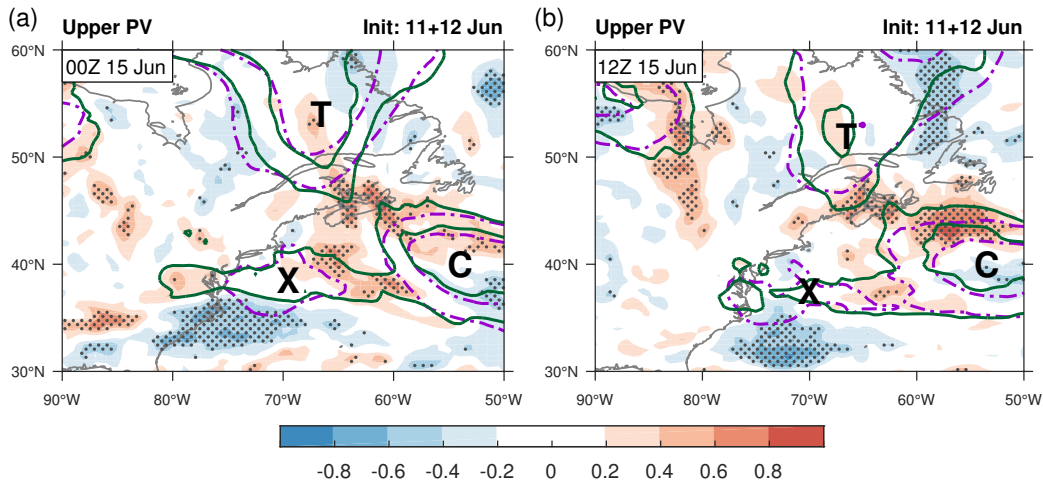 (a) Upper PV Init: 11+12 Jun
00Z 15 Jun
T
X
C
60°N
50°N
40°N
30°N
90°W 80°W 70°W 60°W 50°W
(b) Upper PV Init: 11+12 Jun
12Z 15 Jun
T
X
C
60°N
50°N
40°N
30°N
90°W 80°W 70°W 60°W 50°W
-0.8 -0.6 -0.4 -0.2 0 0.2 0.4 0.6 0.8